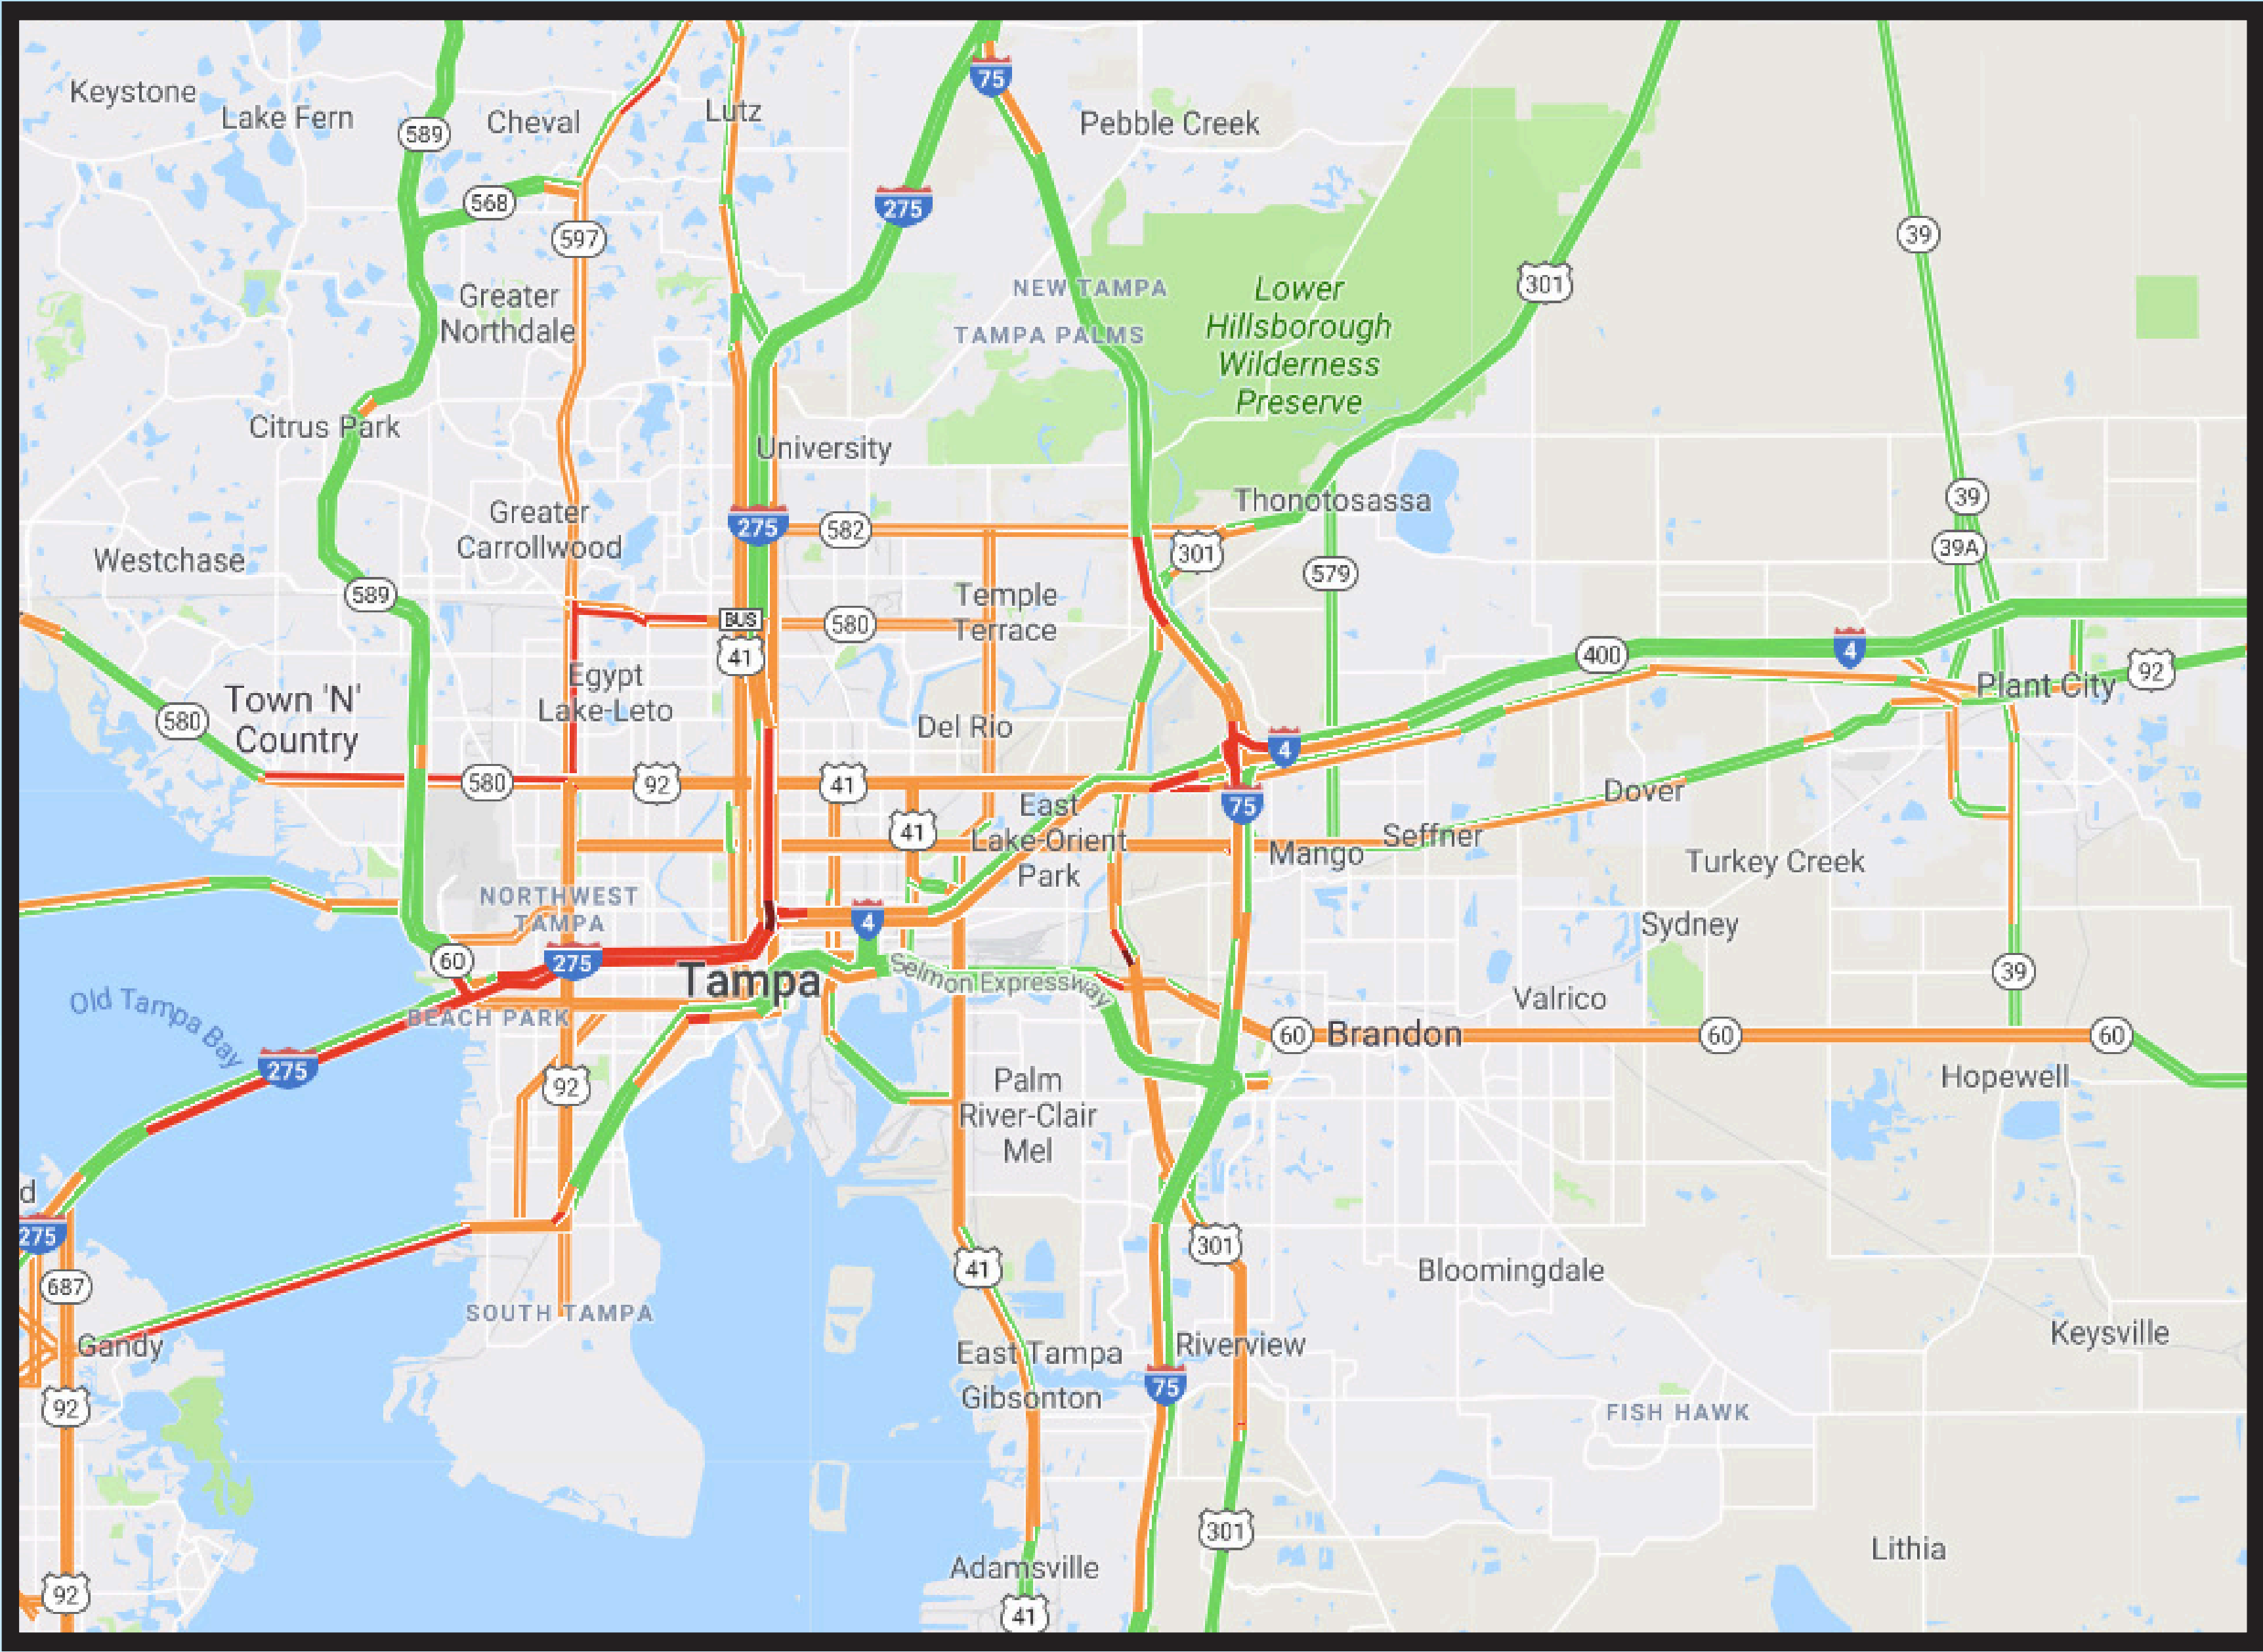 75
Keystone
Lake Fern
589
Cheval
Lutz
Pebble Creek
568
275
597
39
301
NEW TAMPA
Lower
Hillsborough
Wilderness
Preserve
Greater
Northdale
TAMPA PALMS
Citrus Park
University
Thonotosassa
39
Greater
Carrollwood
275
582
301
39A
Westchase
579
589
Temple
Terrace
BUS
41
580
400
4
92
Egypt
Lake-Leto
Plant City
Town 'N'
Country
580
Del Rio
4
580
92
41
75
Dover
41
East
Lake-Orient
Park
Seffner
Mango
Turkey Creek
NORTHWEST
TAMPA
4
Sydney
60
275
Tampa
Selmon Expressway
39
Valrico
Old Tampa Bay
BEACH PARK
60
Brandon
60
60
275
92
Palm
River-Clair
Mel
Hopewell
d
275
301
41
Bloomingdale
687
SOUTH TAMPA
Gandy
East Tampa
Riverview
Keysville
75
Gibsonton
92
FISH HAWK
301
Lithia
Adamsville
92
41